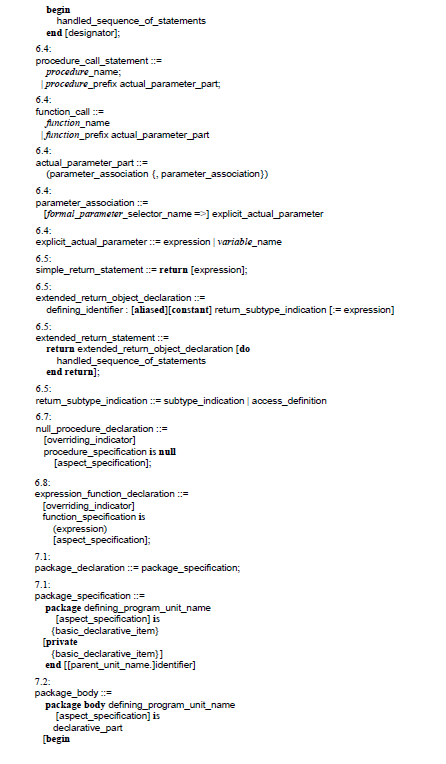 begin
handled_sequence_of_statements
end [designator];
6.4:
procedure_call_statement ::=
procedure_name;
| procedure_prefix actual_parameter_part;
6.4:
function_call ::=
function_name
| function_prefix actual_parameter_part
6.4:
actual_parameter_part ::=
(parameter_association {, parameter_association})
6.4:
parameter_association ::=
[formal_parameter_selector_name =>] explicit_actual_parameter
6.4:
explicit_actual_parameter ::= expression | variable_name
6.5:
simple_return_statement ::= return [expression];
6.5:
extended_return_object_declaration ::=
defining_identifier : [aliased][constant] return_subtype_indication [:= expression]
6.5:
extended_return_statement ::=
return extended_return_object_declaration [do
handled_sequence_of_statements
end return];
6.5:
return_subtype_indication ::= subtype_indication | access_definition
6.7:
null_procedure_declaration ::=
[overriding_indicator]
procedure_specification is null
[aspect_specification];
6.8:
expression_function_declaration ::=
[overriding_indicator]
function_specification is
(expression)
[aspect_specification];
7.1:
package_declaration ::= package_specification;
7.1:
package_specification ::=
package defining_program_unit_name
[aspect_specification] is
{basic_declarative_item}
[private
{basic_declarative_item}]
end [[parent_unit_name.]identifier]
7.2:
package_body ::=
package body defining_program_unit_name
[aspect_specification] is
declarative_part
[begin